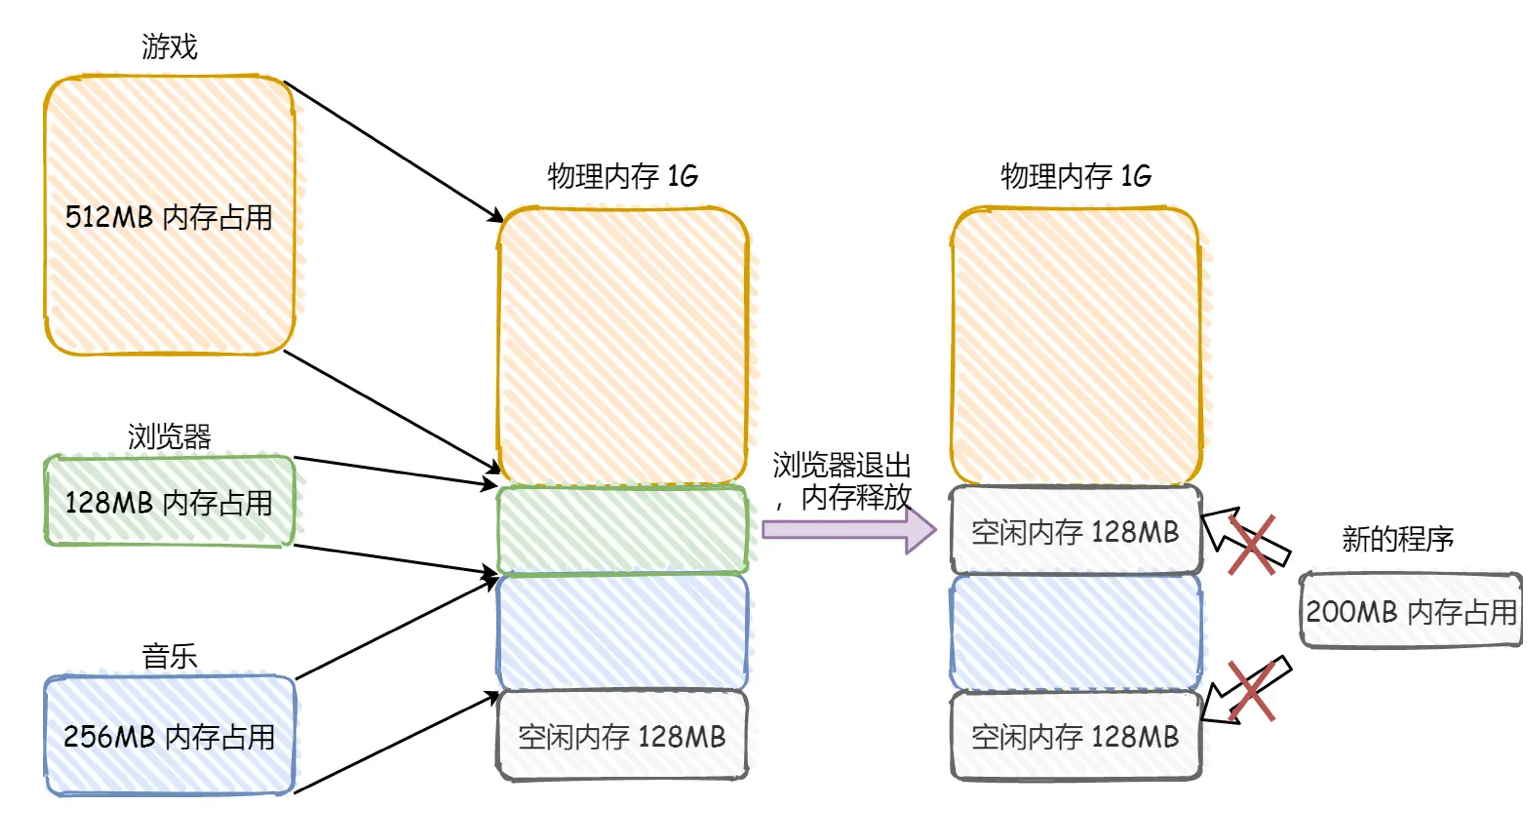 游戏
512MB 内存占用
浏览器
128MB 内存占用
音乐
256MB 内存占用
物理内存 1G
空闲内存 128MB
浏览器退出
，内存释放
物理内存 1G
空闲内存 128MB
空闲内存 128MB
新的程序
200MB 内存占用